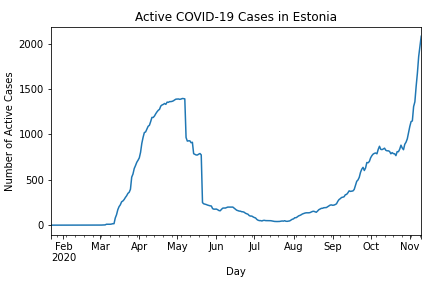 Active COVID-19 Cases in Estonia
Number of Active Cases
2000
1500
1000
500
0
Feb Mar Apr May Jun Jul Aug Sep Oct Nov
2020
Day